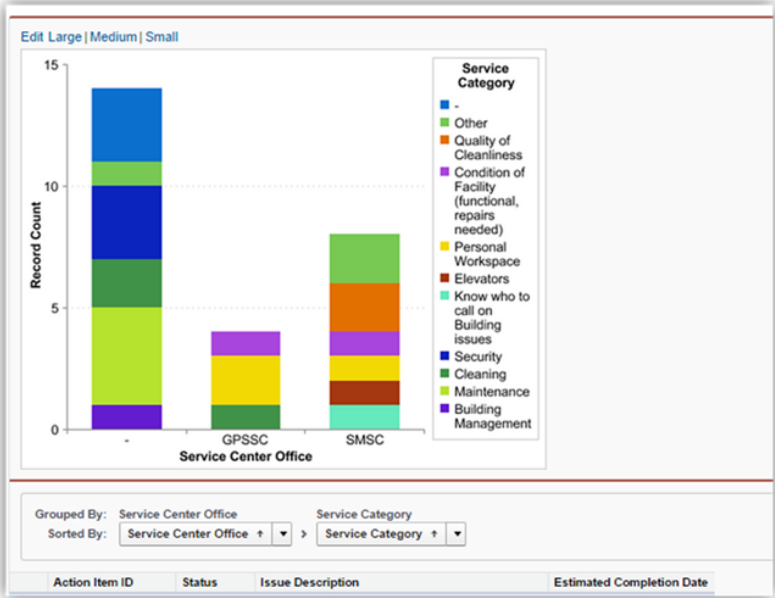 Edit Large | Medium | Small
15
10
5
0
Record Count
-
GPSSC
SMSC
Service Center Office
Service
Category
-
Other
Quality of
Cleanliness
Condition of
Facility
(functional,
repairs
needed)
Personal
Workspace
Elevators
Know who to
call on
Building
issues
Security
Cleaning
Maintenance
Building
Management
Grouped By: Service Center Office Service Category
Sorted By: Service Center Office ↑ ▼ > Service Category ↑ ▼
Action Item ID Status Issue Description Estimated Completion Date